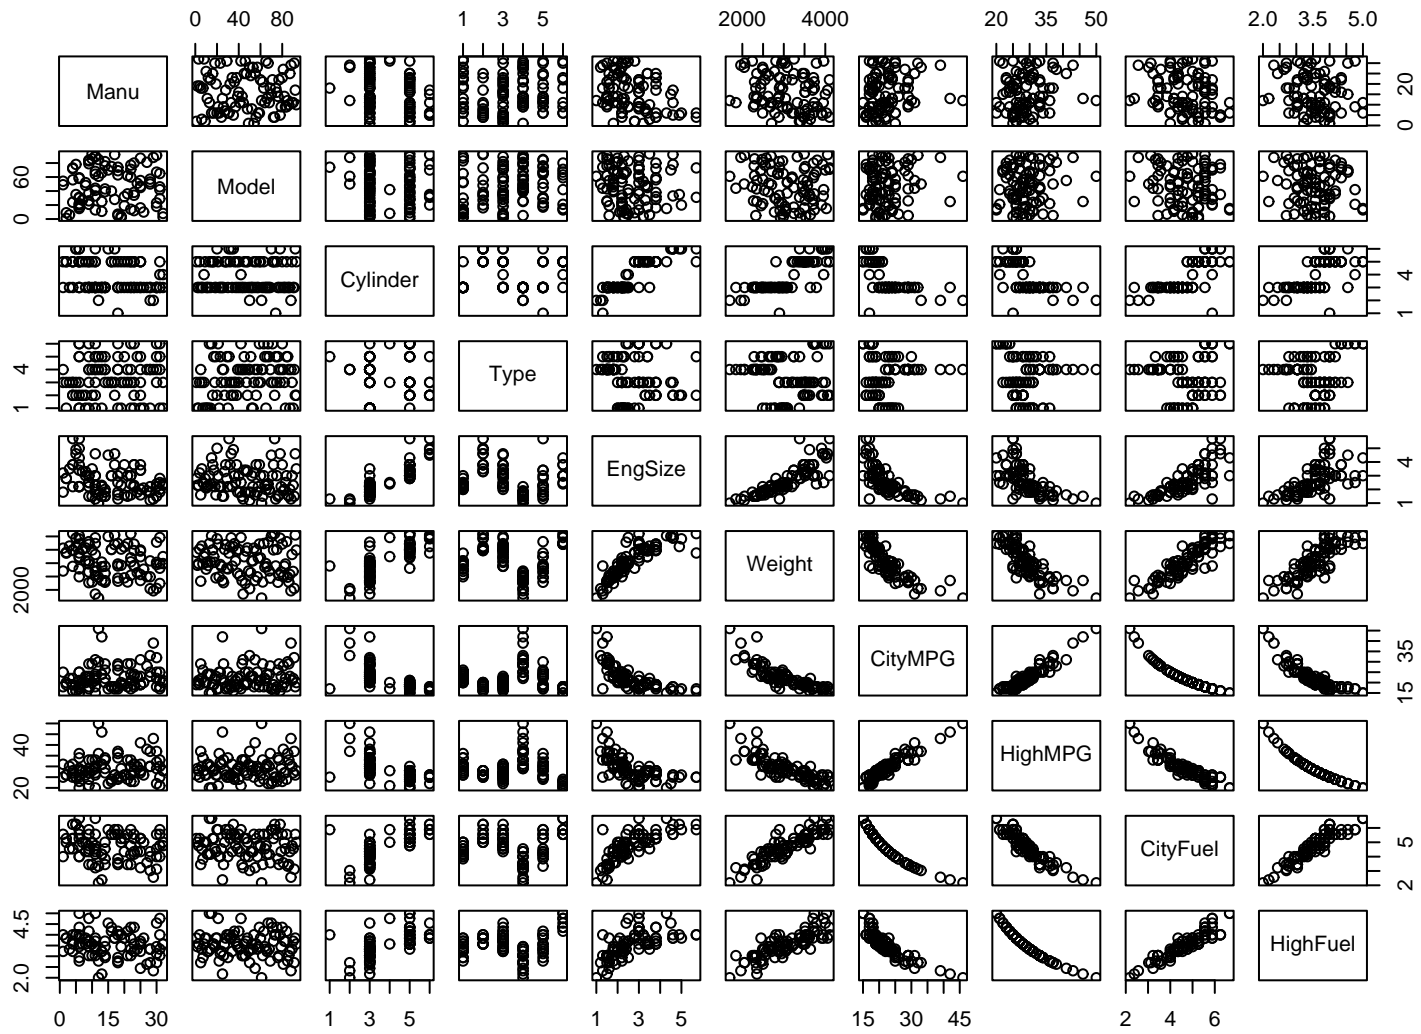 0 40 80 1 3 5 2000 4000 20 35 50 2.0 3.5 5.0
Manu 0 20
0 60 Model
Cylinder 1 4
1 4 Type
EngSize 1 4
2000 Weight
CityMPG 15 35
20 40 HighMPG
CityFuel 2 5
2.0 4.5 HighFuel
0 15 30 1 3 5 1 3 5 15 30 45 2 4 6